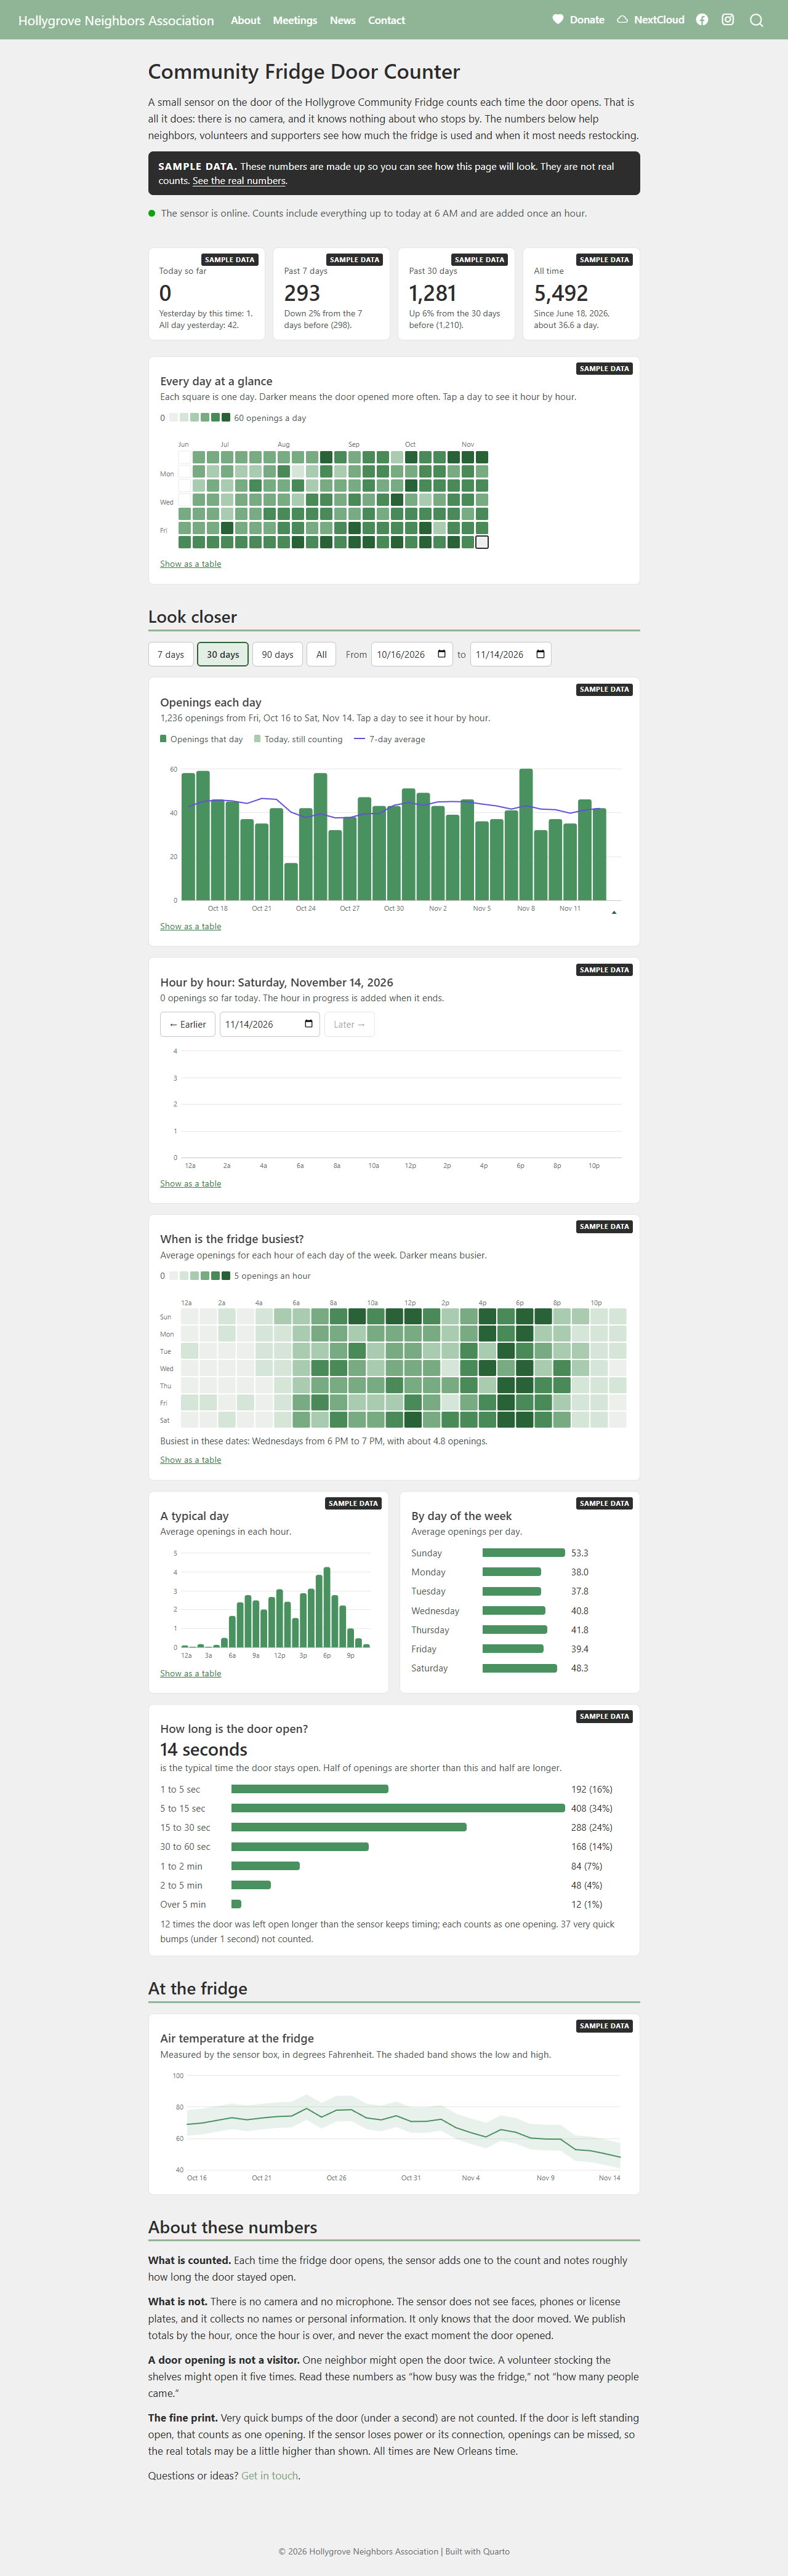 Hollygrove Neighbors Association About Meetings News Contact Donate NextCloud
Community Fridge Door Counter
A small sensor on the door of the Hollygrove Community Fridge counts each time the door opens. That is
all it does: there is no camera, and it knows nothing about who stops by. The numbers below help
neighbors, volunteers and supporters see how much the fridge is used and when it most needs restocking.
SAMPLE DATA. These numbers are made up so you can see how this page will look. They are not real
counts. See the real numbers.
The sensor is online. Counts include everything up to today at 6 AM and are added once an hour.
SAMPLE DATA
Today so far
0
Yesterday by this time: 1.
All day yesterday: 42.
SAMPLE DATA
Past 7 days
293
Down 2% from the 7
days before (298).
SAMPLE DATA
Past 30 days
1,281
Up 6% from the 30 days
before (1,210).
SAMPLE DATA
All time
5,492
Since June 18, 2026,
about 36.6 a day.
SAMPLE DATA
Every day at a glance
Each square is one day. Darker means the door opened more often. Tap a day to see it hour by hour.
0 60 openings a day
Jun Jul Aug Sep Oct Nov
Mon
Wed
Fri
Show as a table
Look closer
7 days 30 days 90 days All From 10/16/2026 to 11/14/2026
SAMPLE DATA
Openings each day
1,236 openings from Fri, Oct 16 to Sat, Nov 14. Tap a day to see it hour by hour.
Openings that day Today, still counting 7-day average
60
40
20
0
Oct 18 Oct 21 Oct 24 Oct 27 Oct 30 Nov 2 Nov 5 Nov 8 Nov 11
Show as a table
SAMPLE DATA
Hour by hour: Saturday, November 14, 2026
0 openings so far today. The hour in progress is added when it ends.
← Earlier 11/14/2026 Later →
4
3
2
1
0
12a 2a 4a 6a 8a 10a 12p 2p 4p 6p 8p 10p
Show as a table
SAMPLE DATA
When is the fridge busiest?
Average openings for each hour of each day of the week. Darker means busier.
0 5 openings an hour
12a 2a 4a 6a 8a 10a 12p 2p 4p 6p 8p 10p
Sun
Mon
Tue
Wed
Thu
Fri
Sat
Busiest in these dates: Wednesdays from 6 PM to 7 PM, with about 4.8 openings.
Show as a table
SAMPLE DATA
A typical day
Average openings in each hour.
5
4
3
2
1
0
12a 3a 6a 9a 12p 3p 6p 9p
Show as a table
SAMPLE DATA
By day of the week
Average openings per day.
Sunday 53.3
Monday 38.0
Tuesday 37.8
Wednesday 40.8
Thursday 41.8
Friday 39.4
Saturday 48.3
SAMPLE DATA
How long is the door open?
14 seconds
is the typical time the door stays open. Half of openings are shorter than this and half are longer.
1 to 5 sec 192 (16%)
5 to 15 sec 408 (34%)
15 to 30 sec 288 (24%)
30 to 60 sec 168 (14%)
1 to 2 min 84 (7%)
2 to 5 min 48 (4%)
Over 5 min 12 (1%)
12 times the door was left open longer than the sensor keeps timing; each counts as one opening. 37 very quick
bumps (under 1 second) not counted.
At the fridge
SAMPLE DATA
Air temperature at the fridge
Measured by the sensor box, in degrees Fahrenheit. The shaded band shows the low and high.
100
80
60
40
Oct 16 Oct 21 Oct 26 Oct 31 Nov 4 Nov 9 Nov 14
About these numbers
What is counted. Each time the fridge door opens, the sensor adds one to the count and notes roughly
how long the door stayed open.
What is not. There is no camera and no microphone. The sensor does not see faces, phones or license
plates, and it collects no names or personal information. It only knows that the door moved. We publish
totals by the hour, once the hour is over, and never the exact moment the door opened.
A door opening is not a visitor. One neighbor might open the door twice. A volunteer stocking the
shelves might open it five times. Read these numbers as “how busy was the fridge,” not “how many people
came.”
The fine print. Very quick bumps of the door (under a second) are not counted. If the door is left standing
open, that counts as one opening. If the sensor loses power or its connection, openings can be missed, so
the real totals may be a little higher than shown. All times are New Orleans time.
Questions or ideas? Get in touch.
© 2026 Hollygrove Neighbors Association | Built with Quarto